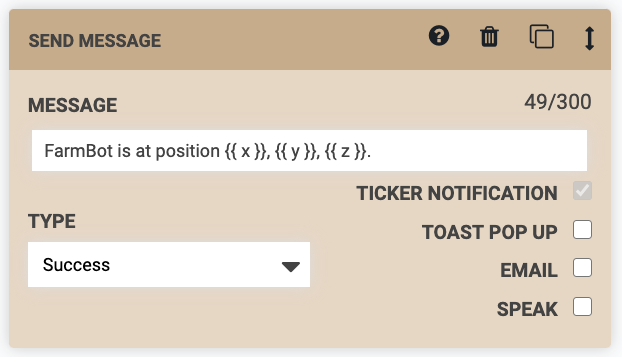 SEND MESSAGE
MESSAGE
49/300
FarmBot is at position {{ x }}, {{ y }}, {{ z }}.
TICKER NOTIFICATION
TYPE
TOAST POP UP
Success
EMAIL
SPEAK